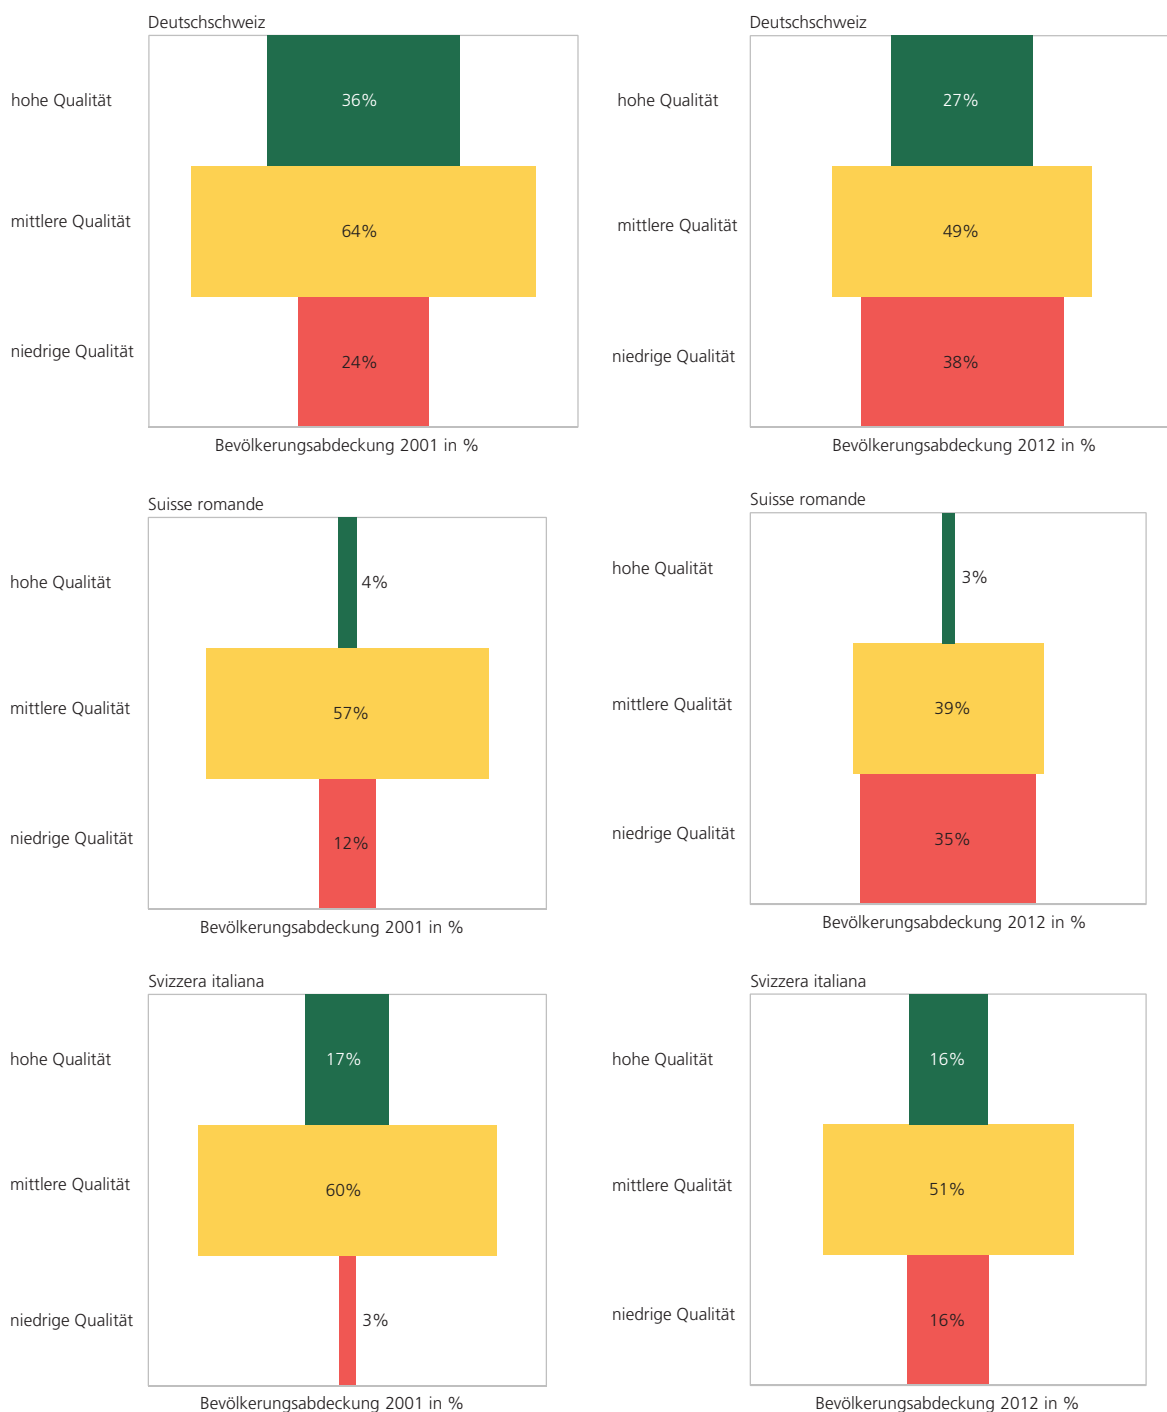 Deutschschweiz
hohe Qualität
36%
mittlere Qualität
64%
niedrige Qualität
24%
Bevölkerungsabdeckung 2001 in %
Deutschschweiz
hohe Qualität
27%
mittlere Qualität
49%
niedrige Qualität
38%
Bevölkerungsabdeckung 2012 in %
Suisse romande
hohe Qualität
4%
mittlere Qualität
57%
niedrige Qualität
12%
Bevölkerungsabdeckung 2001 in %
Suisse romande
hohe Qualität
3%
mittlere Qualität
39%
niedrige Qualität
35%
Bevölkerungsabdeckung 2012 in %
Svizzera italiana
hohe Qualität
17%
mittlere Qualität
60%
niedrige Qualität
3%
Bevölkerungsabdeckung 2001 in %
Svizzera italiana
hohe Qualität
16%
mittlere Qualität
51%
niedrige Qualität
16%
Bevölkerungsabdeckung 2012 in %